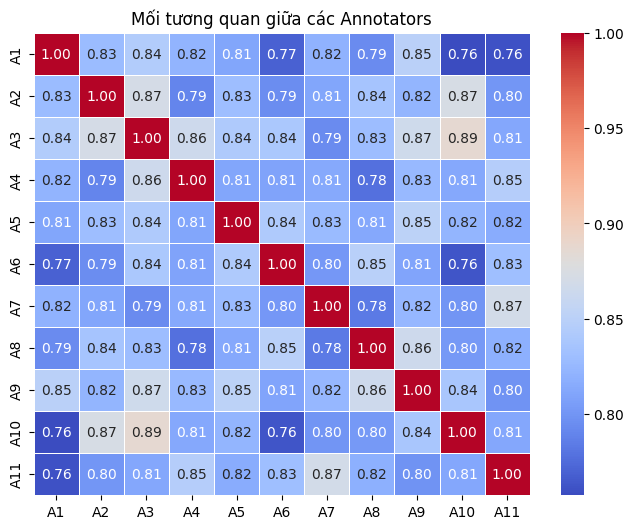 Mối tương quan giữa các Annotators
A1 1.00 0.83 0.84 0.82 0.81 0.77 0.82 0.79 0.85 0.76 0.76
A2 0.83 1.00 0.87 0.79 0.83 0.79 0.81 0.84 0.82 0.87 0.80
A3 0.84 0.87 1.00 0.86 0.84 0.84 0.79 0.83 0.87 0.89 0.81
A4 0.82 0.79 0.86 1.00 0.81 0.81 0.81 0.78 0.83 0.81 0.85
A5 0.81 0.83 0.84 0.81 1.00 0.84 0.83 0.81 0.85 0.82 0.82
A6 0.77 0.79 0.84 0.81 0.84 1.00 0.80 0.85 0.81 0.76 0.83
A7 0.82 0.81 0.79 0.81 0.83 0.80 1.00 0.78 0.82 0.80 0.87
A8 0.79 0.84 0.83 0.78 0.81 0.85 0.78 1.00 0.86 0.80 0.82
A9 0.85 0.82 0.87 0.83 0.85 0.81 0.82 0.86 1.00 0.84 0.80
A10 0.76 0.87 0.89 0.81 0.82 0.76 0.80 0.80 0.84 1.00 0.81
A11 0.76 0.80 0.81 0.85 0.82 0.83 0.87 0.82 0.80 0.81 1.00
A1 A2 A3 A4 A5 A6 A7 A8 A9 A10 A11
1.00
0.95
0.90
0.85
0.80